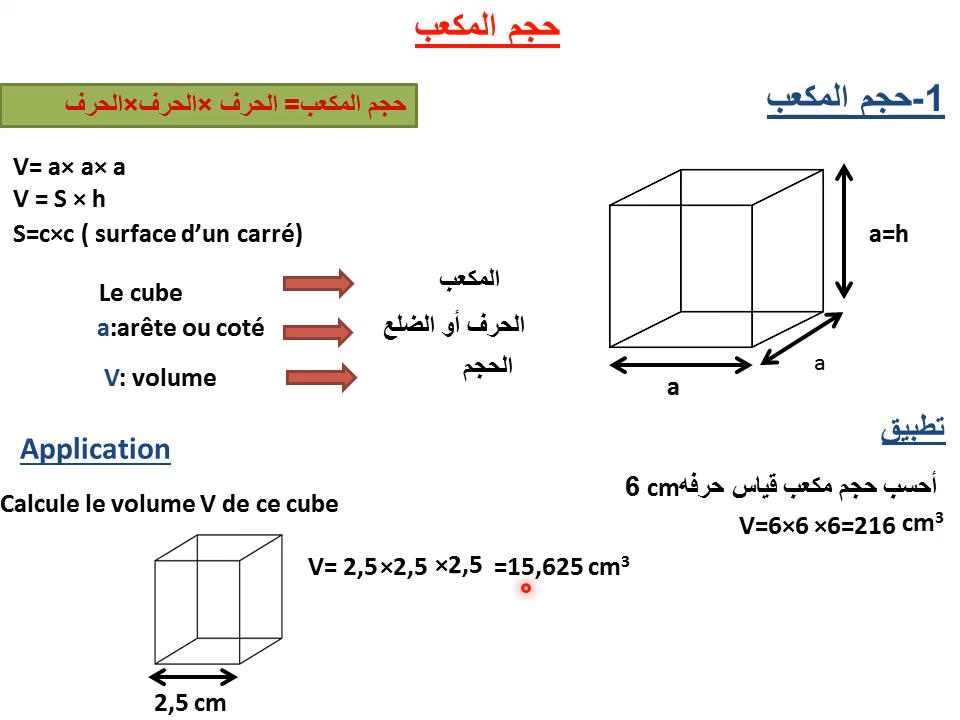 حجم المكعب
1-حجم المكعب
حجم المكعب= الحرف ×الحرف×الحرف
V= a× a× a
V = S × h
S=c×c ( surface d’un carré)
a=h
a
a
Le cube
المكعب
a:arête ou coté
الحرف أو الضلع
V: volume
الحجم
تطبيق
أحسب حجم مكعب قياس حرفه6 cm
V=6×6 ×6=216 cm³
Application
Calcule le volume V de ce cube
V= 2,5×2,5 ×2,5 =15,625 cm³
2,5 cm